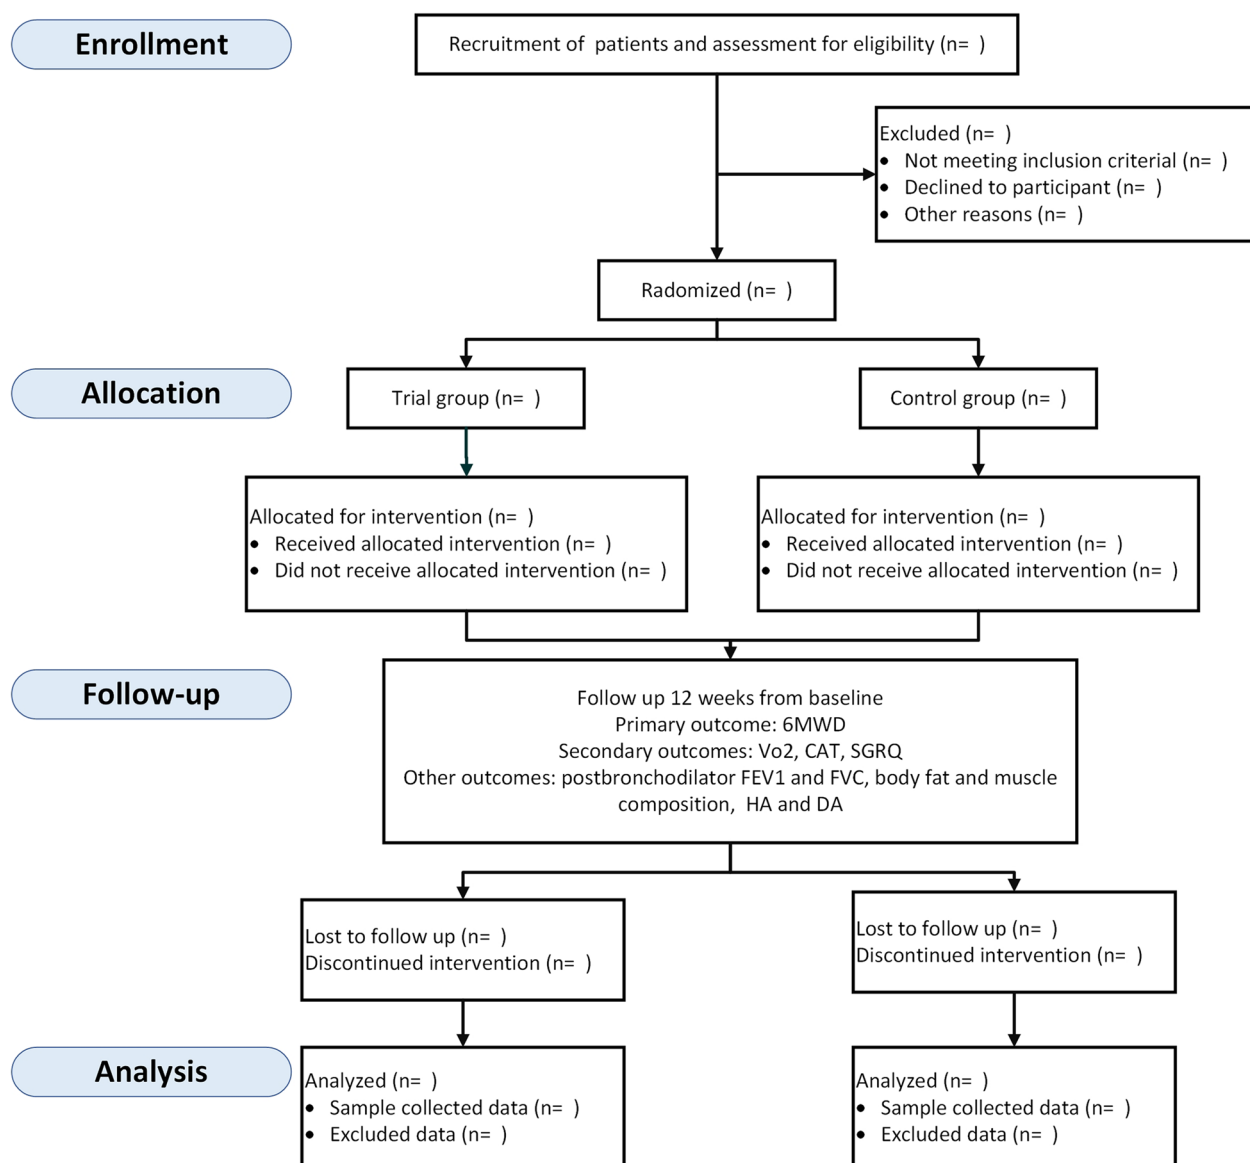 Enrollment
Recruitment of  patients and assessment for eligibility (n=  )
Excluded (n=  )
• Not meeting inclusion criterial (n=  )
• Declined to participant (n=  )
• Other reasons (n=  )
Radomized (n=  )
Allocation
Trial group (n=  )
Control group (n=  )
Allocated for intervention (n=  )
• Received allocated intervention (n=  )
• Did not receive allocated intervention (n=  )
Allocated for intervention (n=  )
• Received allocated intervention (n=  )
• Did not receive allocated intervention (n=  )
Follow-up
Follow up 12 weeks from baseline
Primary outcome: 6MWD
Secondary outcomes: Vo2, CAT, SGRQ
Other outcomes: postbronchodilator FEV1 and FVC, body fat and muscle
composition,  HA and DA
Lost to follow up (n=  )
Discontinued intervention (n=  )
Lost to follow up (n=  )
Discontinued intervention (n=  )
Analysis
Analyzed (n=  )
• Sample collected data (n=  )
• Excluded data (n=  )
Analyzed (n=  )
• Sample collected data (n=  )
• Excluded data (n=  )